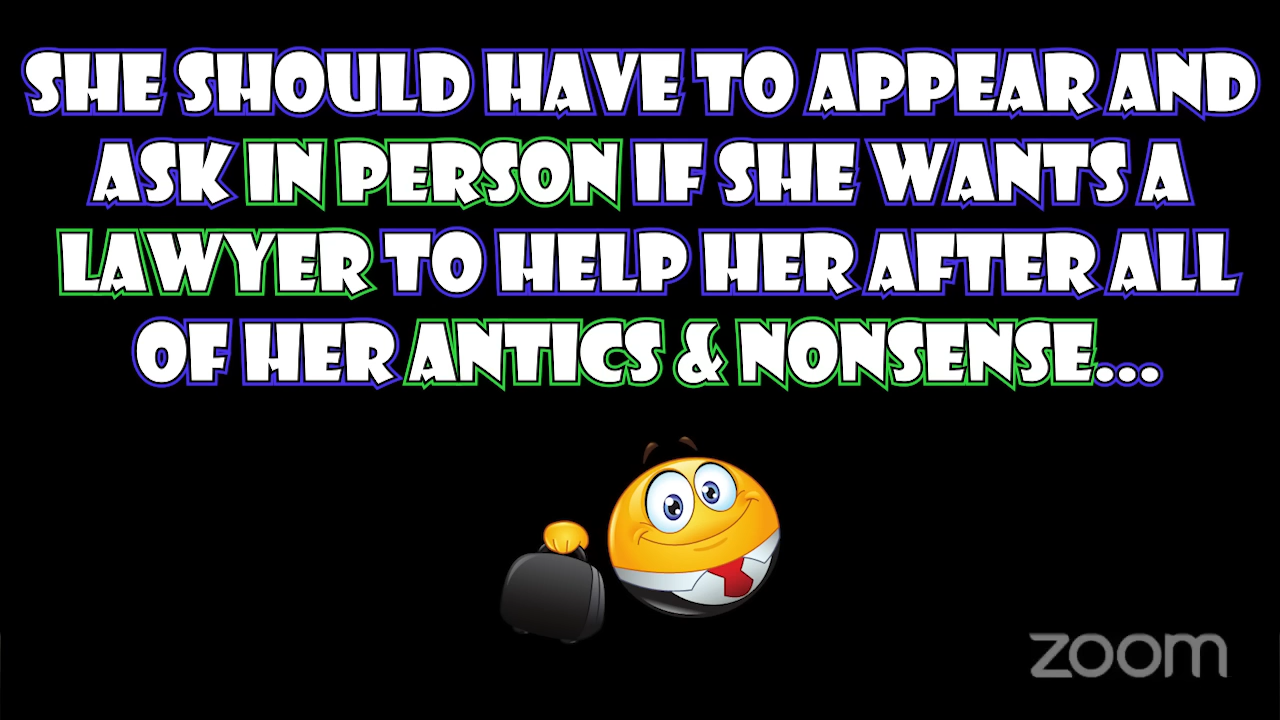 SHE SHOULD HAVE TO APPEAR AND
ASK IN PERSON IF SHE WANTS A
LAWYER TO HELP HER AFTER ALL
OF HER ANTICS & NONSENSE...
zoom